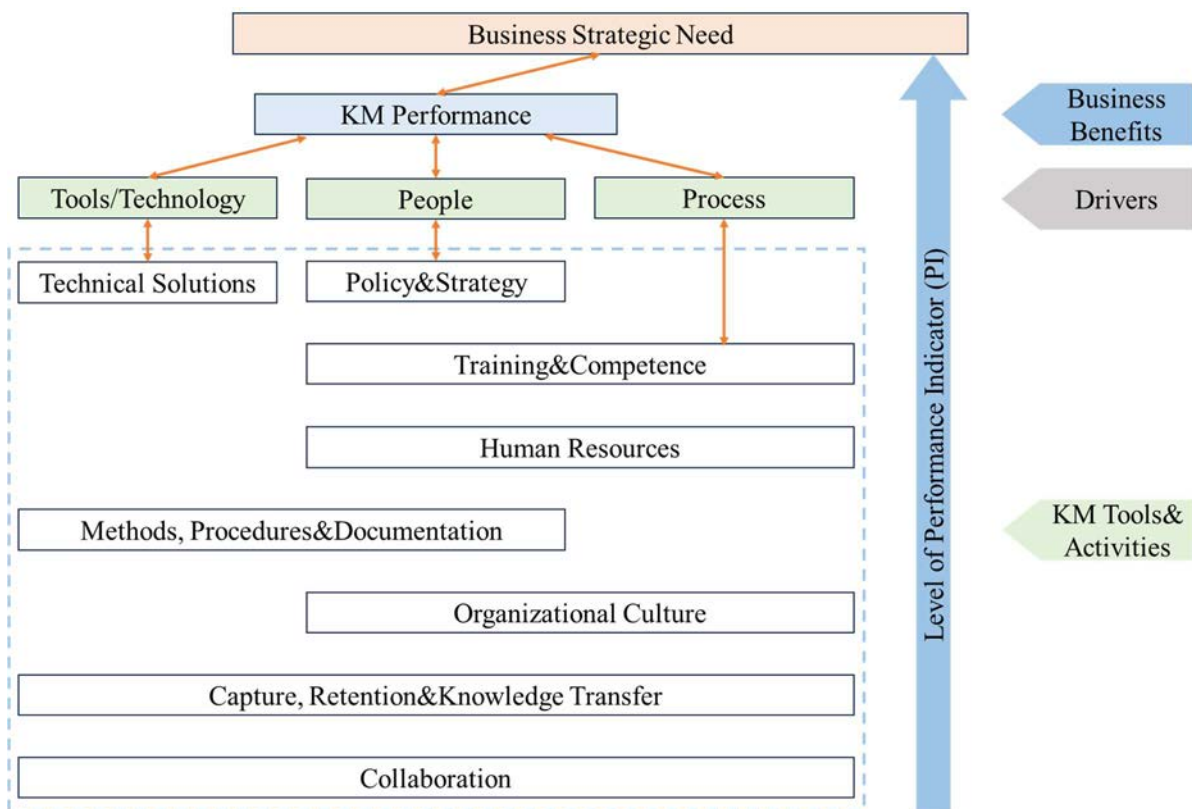 Business Strategic Need
KM Performance
Business
Benefits
Tools/Technology
People
Process
Drivers
Technical Solutions
Policy&Strategy
Training&Competence
Human Resources
Methods, Procedures&Documentation
KM Tools&
Activities
Organizational Culture
Capture, Retention&Knowledge Transfer
Collaboration
Level of Performance Indicator (PI)